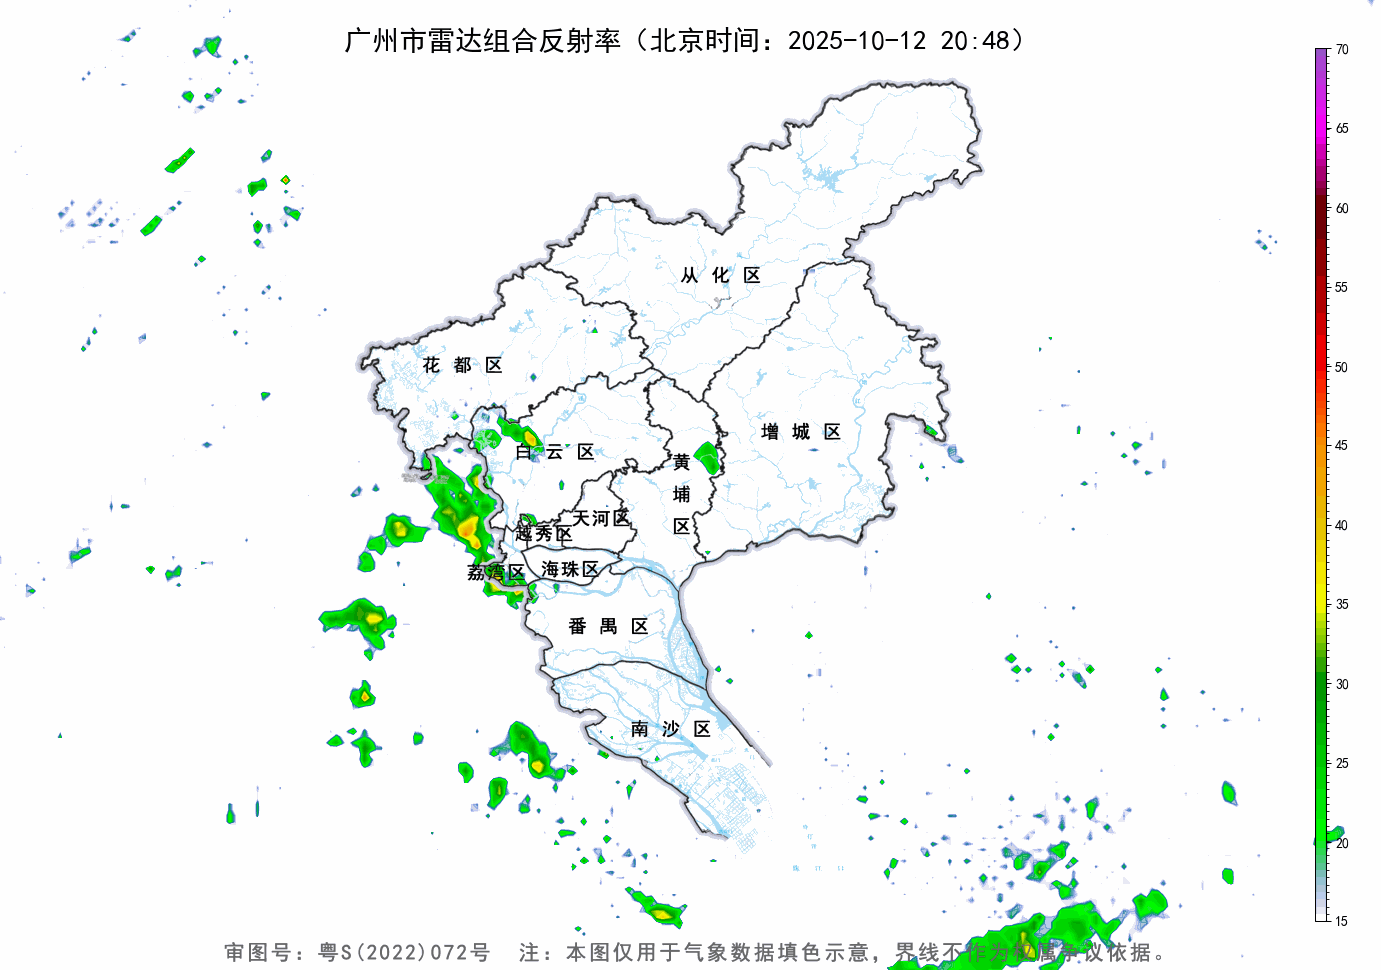 广州市雷达组合反射率（北京时间：2025-10-12 20:48）
70
65
60
55
50
45
40
35
30
25
20
15
从化区
花都区
增城区
白云区
黄埔区
天河区
越秀区
荔湾区
海珠区
番禺区
南沙区
审图号：粤S(2022)072号 注：本图仅用于气象数据填色示意，界线不作为权属争议依据。